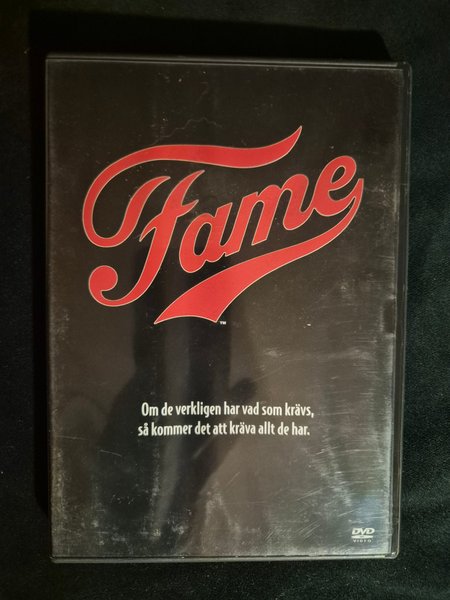 Fame
TM
Om de verkligen har vad som krävs,
så kommer det att kräva allt de har.
DVD
VIDEO